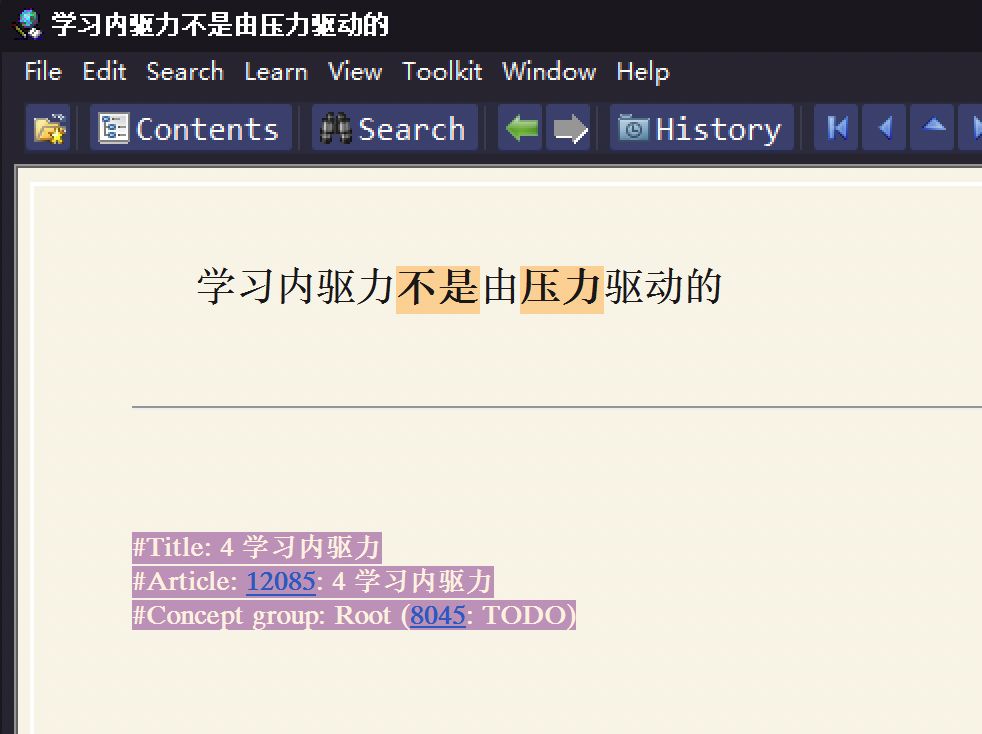 学习内驱力不是由压力驱动的
File Edit Search Learn View Toolkit Window Help
Contents Search History
学习内驱力不是由压力驱动的
#Title: 4 学习内驱力
#Article: 12085: 4 学习内驱力
#Concept group: Root (8045: TODO)